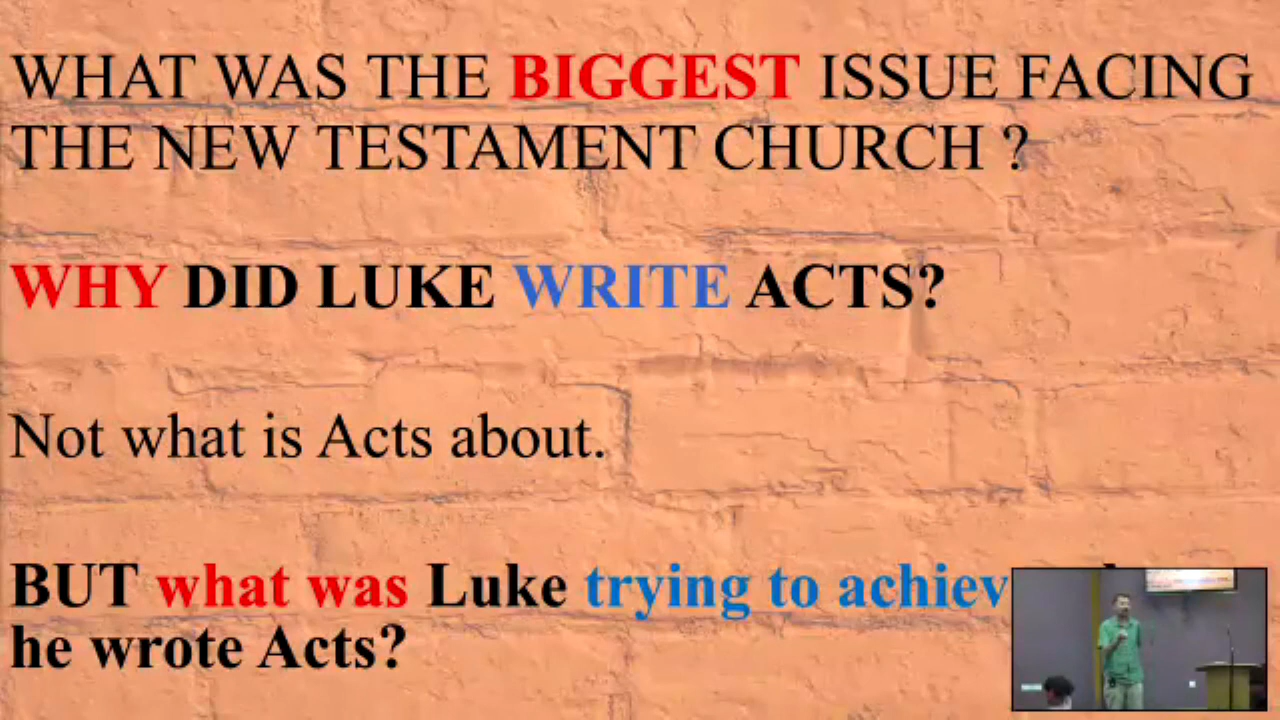 WHAT WAS THE BIGGEST ISSUE FACING
THE NEW TESTAMENT CHURCH ?
WHY DID LUKE WRITE ACTS?
Not what is Acts about.
BUT what was Luke trying to achiev
he wrote Acts?